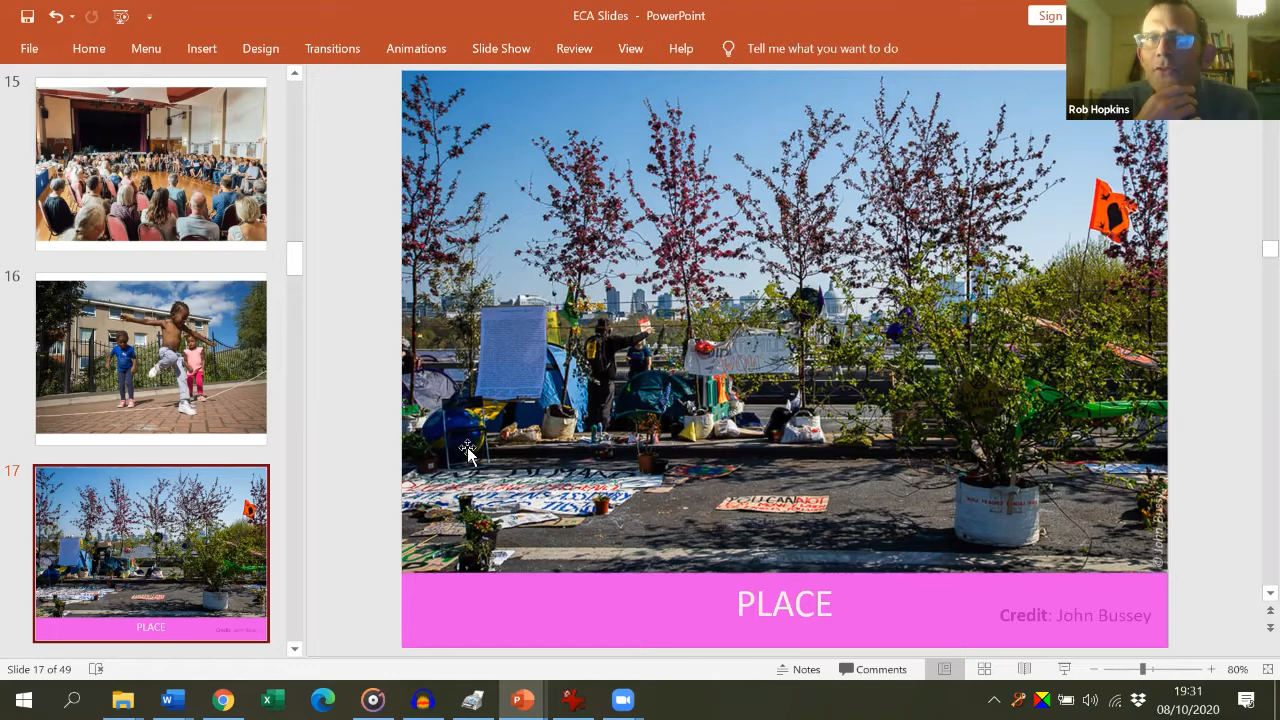 ECA Slides - PowerPoint
Sign
File Home Menu Insert Design Transitions Animations Slide Show Review View Help Tell me what you want to do
Rob Hopkins
15
16
17
PLACE
YOU CANNOT
© John Bussey
PLACE
Credit: John Bussey
Slide 17 of 49
Notes
Comments
80%
19:31
08/10/2020